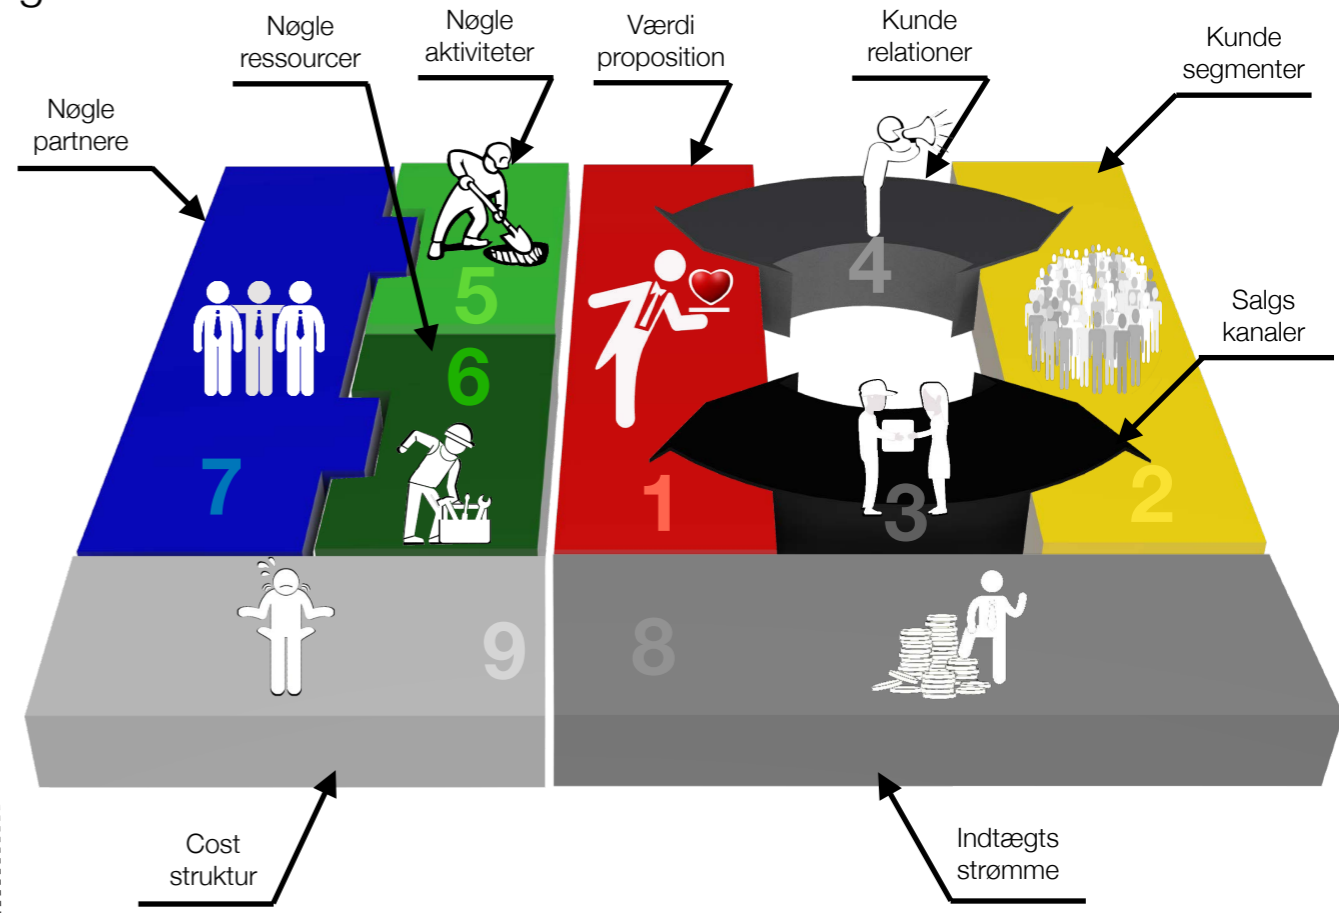 g
Nøgle
ressourcer
Nøgle
aktiviteter
Værdi
proposition
Kunde
relationer
Kunde
segmenter
Nøgle
partnere
Salgs
kanaler
4
5
6
7
1
3
2
9
8
Cost
struktur
Indtægts
strømme